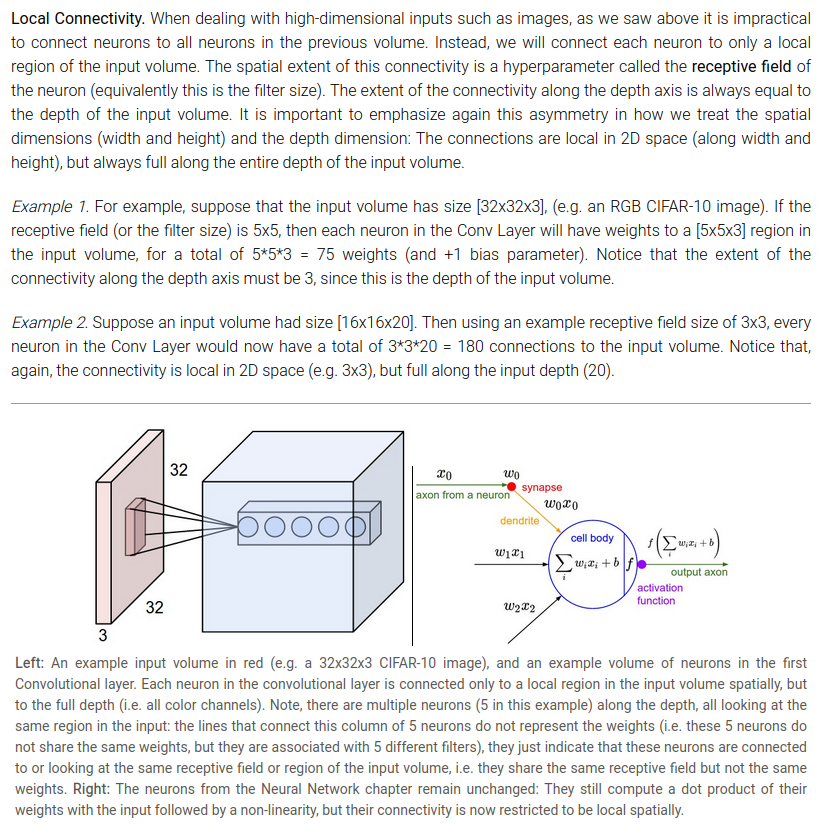 Local Connectivity. When dealing with high-dimensional inputs such as images, as we saw above it is impractical
to connect neurons to all neurons in the previous volume. Instead, we will connect each neuron to only a local
region of the input volume. The spatial extent of this connectivity is a hyperparameter called the receptive field of
the neuron (equivalently this is the filter size). The extent of the connectivity along the depth axis is always equal to
the depth of the input volume. It is important to emphasize again this asymmetry in how we treat the spatial
dimensions (width and height) and the depth dimension: The connections are local in 2D space (along width and
height), but always full along the entire depth of the input volume.
Example 1. For example, suppose that the input volume has size [32x32x3], (e.g. an RGB CIFAR-10 image). If the
receptive field (or the filter size) is 5x5, then each neuron in the Conv Layer will have weights to a [5x5x3] region in
the input volume, for a total of 5*5*3 = 75 weights (and +1 bias parameter). Notice that the extent of the
connectivity along the depth axis must be 3, since this is the depth of the input volume.
Example 2. Suppose an input volume had size [16x16x20]. Then using an example receptive field size of 3x3, every
neuron in the Conv Layer would now have a total of 3*3*20 = 180 connections to the input volume. Notice that,
again, the connectivity is local in 2D space (e.g. 3x3), but full along the input depth (20).
32
32
3
x₀
w₀
axon from a neuron
synapse
w₀x₀
dendrite
cell body
w₁x₁
∑ᵢ wᵢxᵢ + b
f
f(∑ᵢ wᵢxᵢ + b)
output axon
activation
function
w₂x₂
Left: An example input volume in red (e.g. a 32x32x3 CIFAR-10 image), and an example volume of neurons in the first
Convolutional layer. Each neuron in the convolutional layer is connected only to a local region in the input volume spatially, but
to the full depth (i.e. all color channels). Note, there are multiple neurons (5 in this example) along the depth, all looking at the
same region in the input: the lines that connect this column of 5 neurons do not represent the weights (i.e. these 5 neurons do
not share the same weights, but they are associated with 5 different filters), they just indicate that these neurons are connected
to or looking at the same receptive field or region of the input volume, i.e. they share the same receptive field but not the same
weights. Right: The neurons from the Neural Network chapter remain unchanged: They still compute a dot product of their
weights with the input followed by a non-linearity, but their connectivity is now restricted to be local spatially.